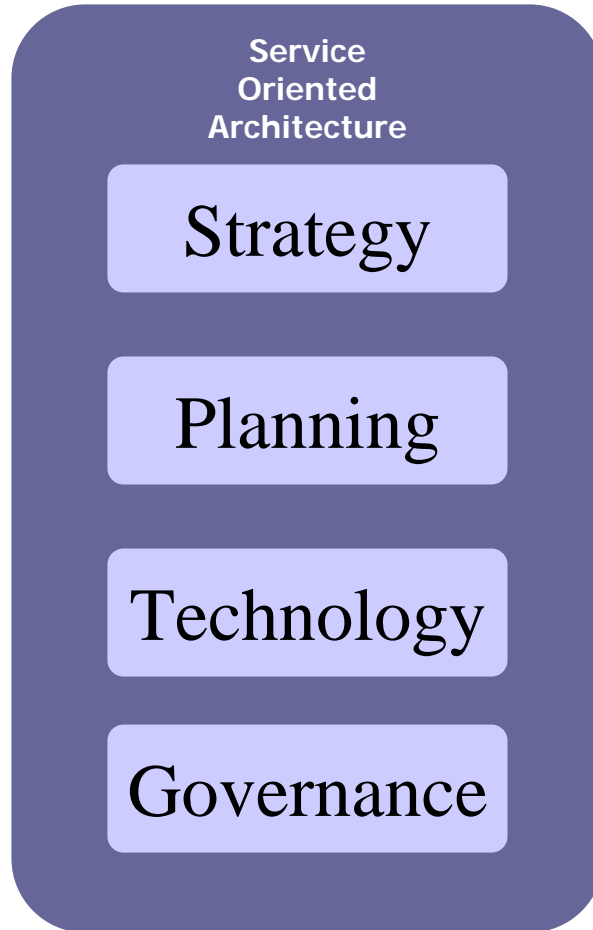 Service
Oriented
Architecture
Strategy
Planning
Technology
Governance